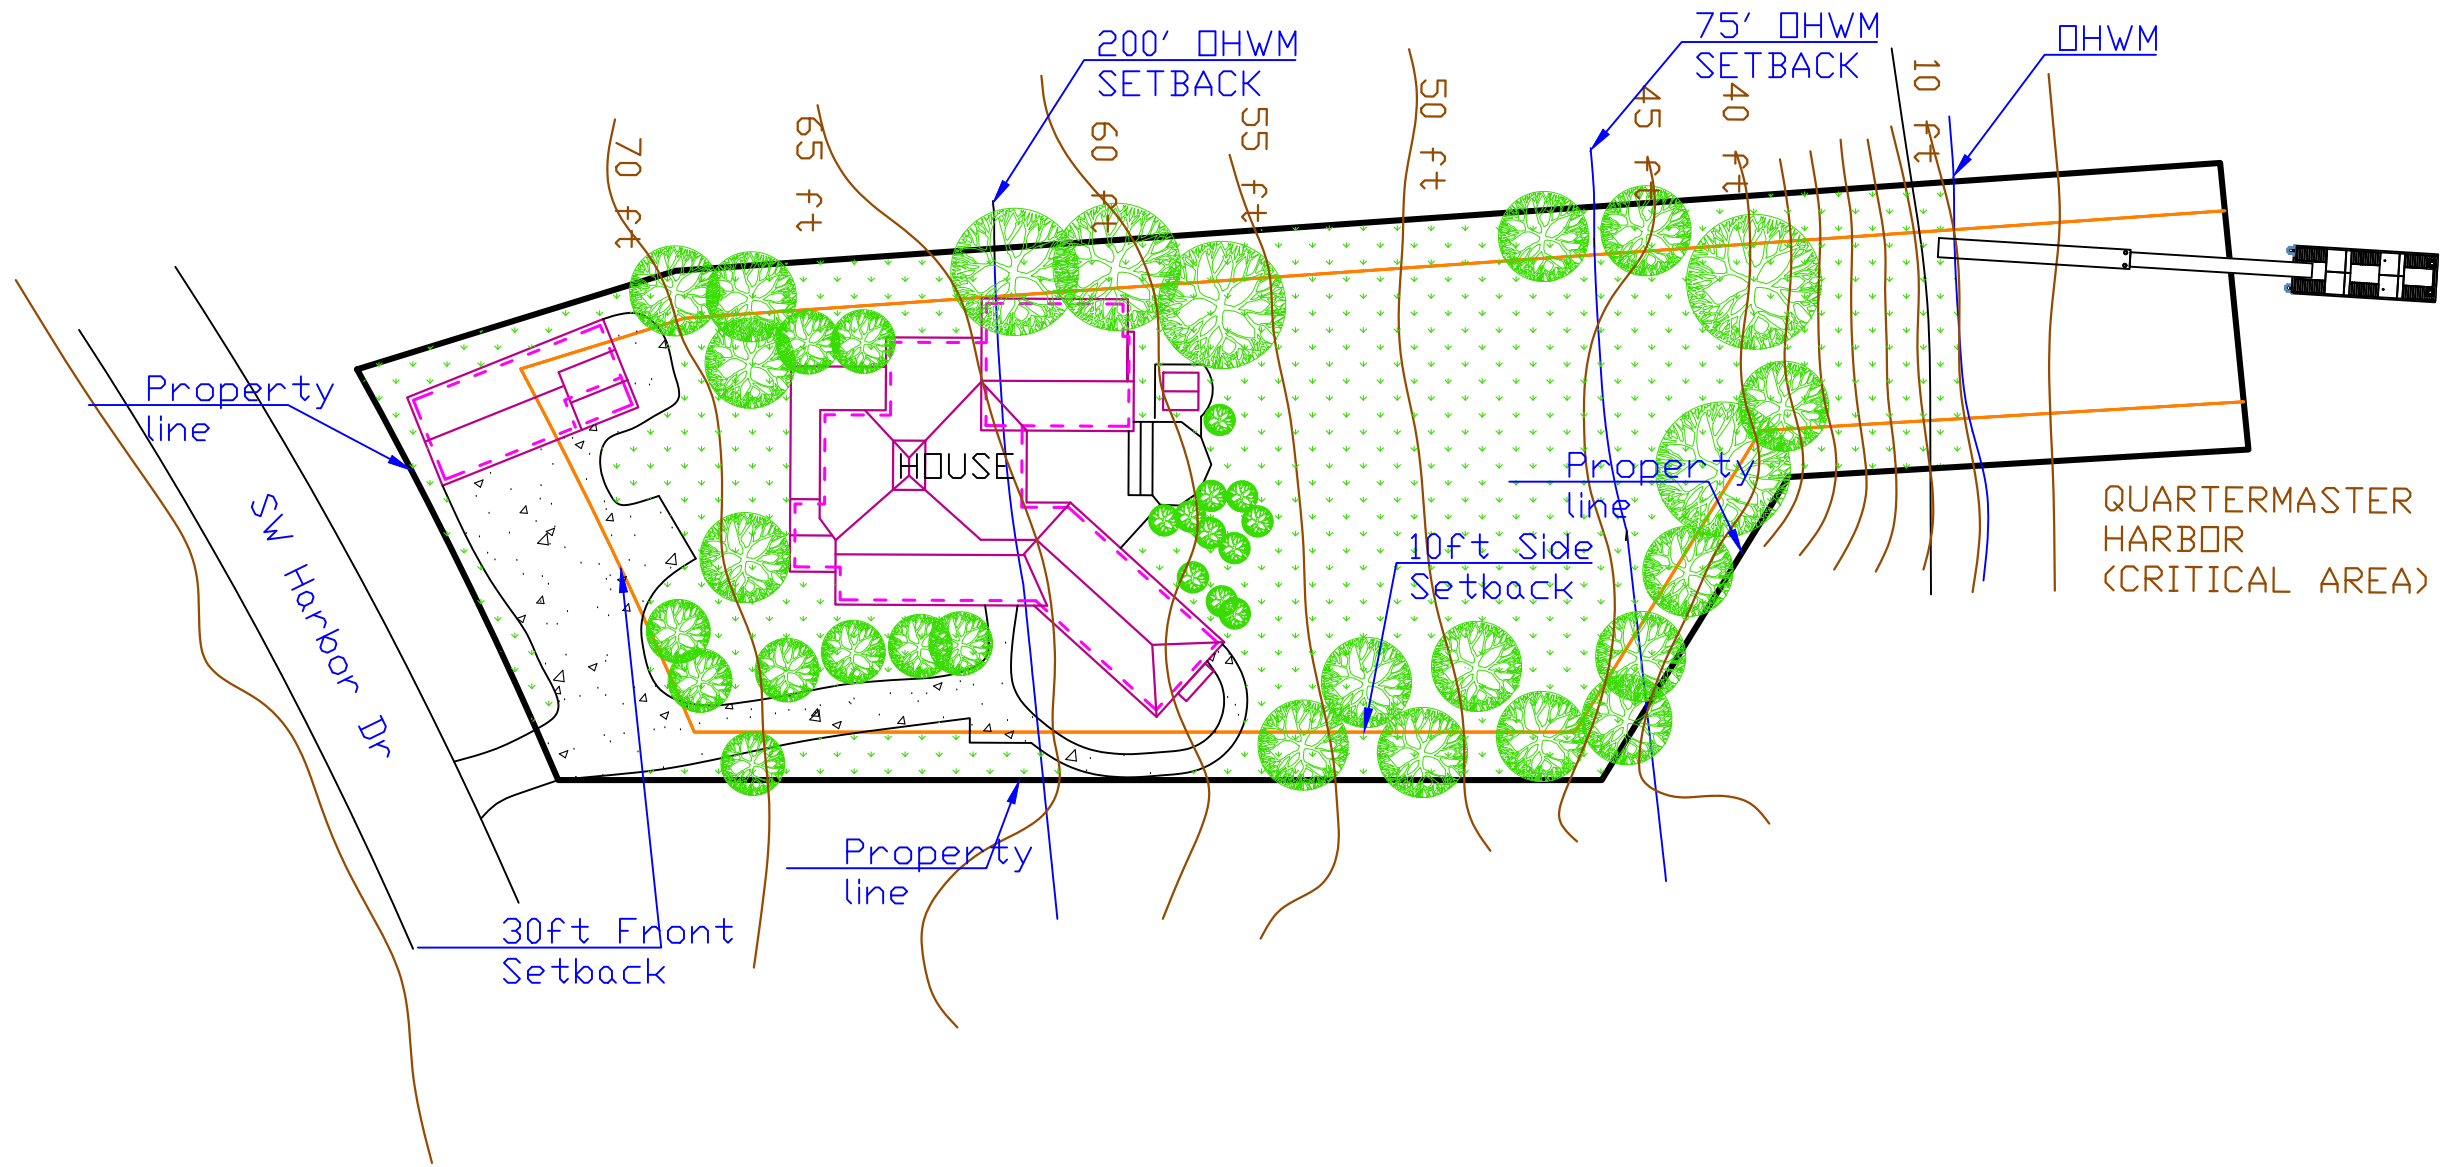 200' OHWM
SETBACK
75' OHWM
SETBACK
OHWM
70 ft
65 ft
60 ft
55 ft
50 ft
45 ft
40 ft
10 ft
Property
line
SW Harbor Dr
HOUSE
Property
line
10ft Side
Setback
QUARTERMASTER
HARBOR
(CRITICAL AREA)
Property
line
30ft Front
Setback